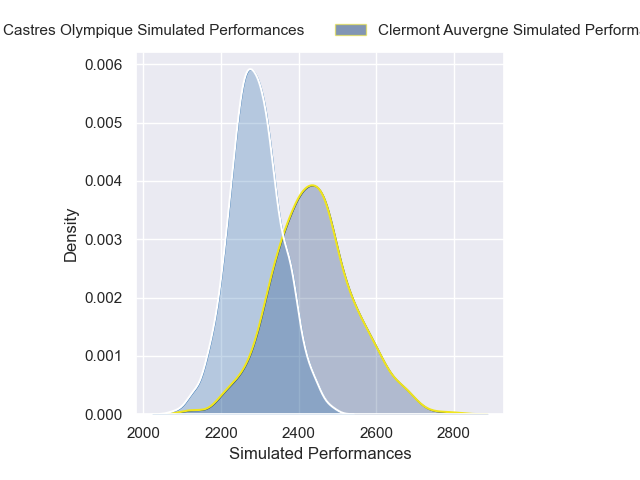 Castres Olympique Simulated Performances
Clermont Auvergne Simulated Perform
0.006
0.005
0.004
0.003
0.002
0.001
0.000
Density
2000 2200 2400 2600 2800
Simulated Performances